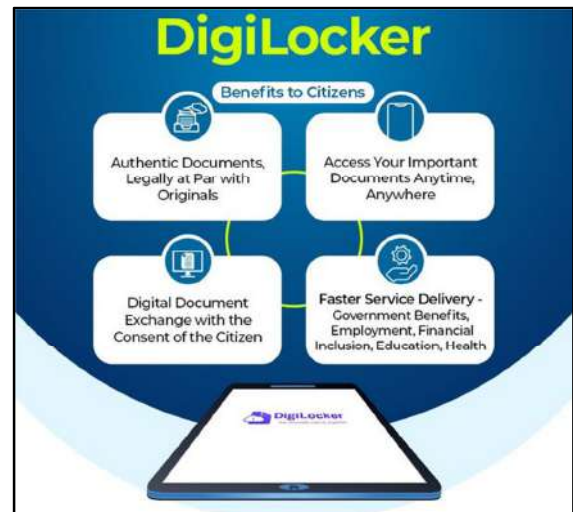 DigiLocker
Benefits to Citizens
Authentic Documents,
Legally at Par with
Originals
Access Your Important
Documents Anytime,
Anywhere
Digital Document
Exchange with the
Consent of the Citizen
Faster Service Delivery -
Government Benefits,
Employment, Financial
Inclusion, Education, Health
DigiLocker